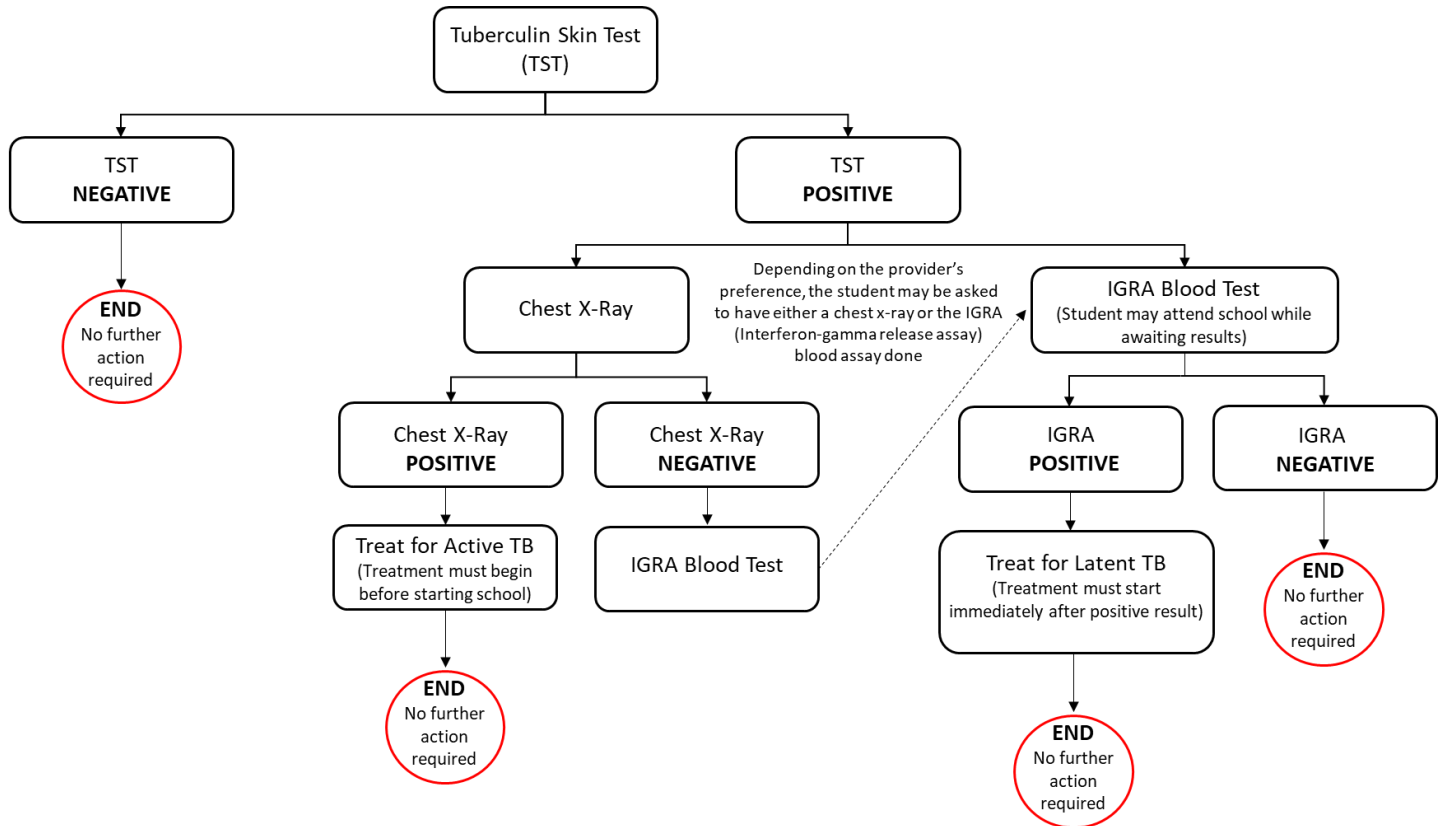 Tuberculin Skin Test
(TST)
TST
NEGATIVE
TST
POSITIVE
END
No further
action
required
Chest X-Ray
Depending on the provider's
preference, the student may be asked
to have either a chest x-ray or the IGRA
(Interferon-gamma release assay)
blood assay done
IGRA Blood Test
(Student may attend school while
awaiting results)
Chest X-Ray
POSITIVE
Chest X-Ray
NEGATIVE
IGRA
POSITIVE
IGRA
NEGATIVE
Treat for Active TB
(Treatment must begin
before starting school)
IGRA Blood Test
Treat for Latent TB
(Treatment must start
immediately after positive result)
END
No further
action
required
END
No further
action
required
END
No further
action
required